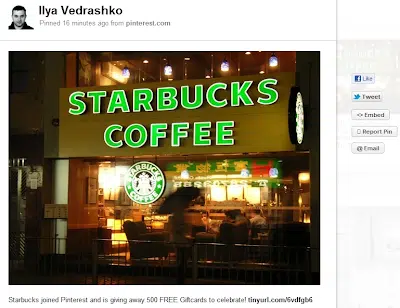 Ilya Vedrashko
Pinned 16 minutes ago from pinterest.com
Like
Tweet
<> Embed
Report Pin
@ Email
STARBUCKS
COFFEE
STARBUCKS
COFFEE
Starbucks joined Pinterest and is giving away 500 FREE Giftcards to celebrate! tinyurl.com/6vdfgb6